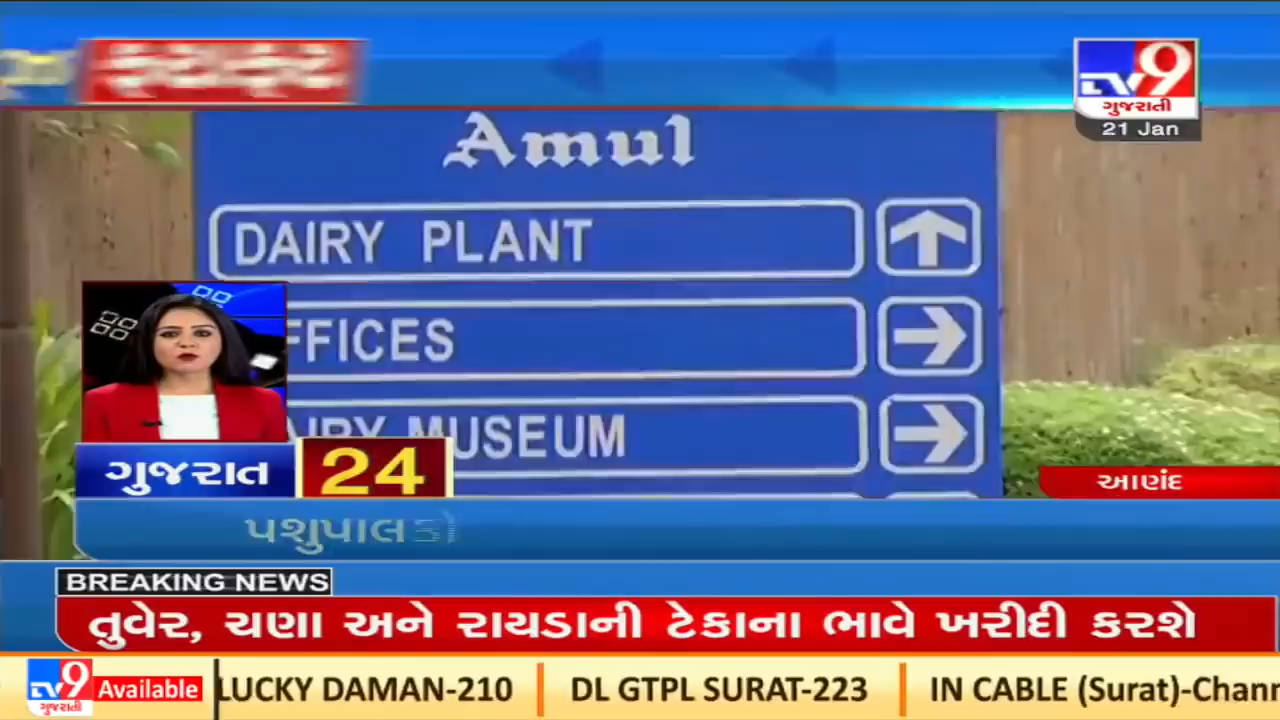 TV9
ગુજરાતી
21 Jan
Amul
DAIRY PLANT
FFICES
MUSEUM
ગુજરાત 24
આણંદ
પશુપાલકો
BREAKING NEWS
તુવેર, ચણા અને રાયડાની ટેકાના ભાવે ખરીદી કરશે
TV9 ગુજરાતી Available LUCKY DAMAN-210 DL GTPL SURAT-223 IN CABLE (Surat)-Chann